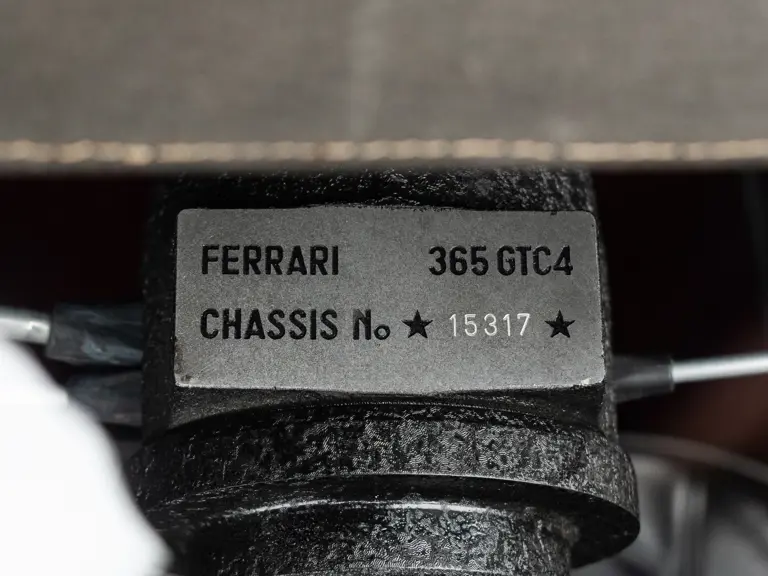 FERRARI 365 GTC4
CHASSIS No ★ 15317 ★